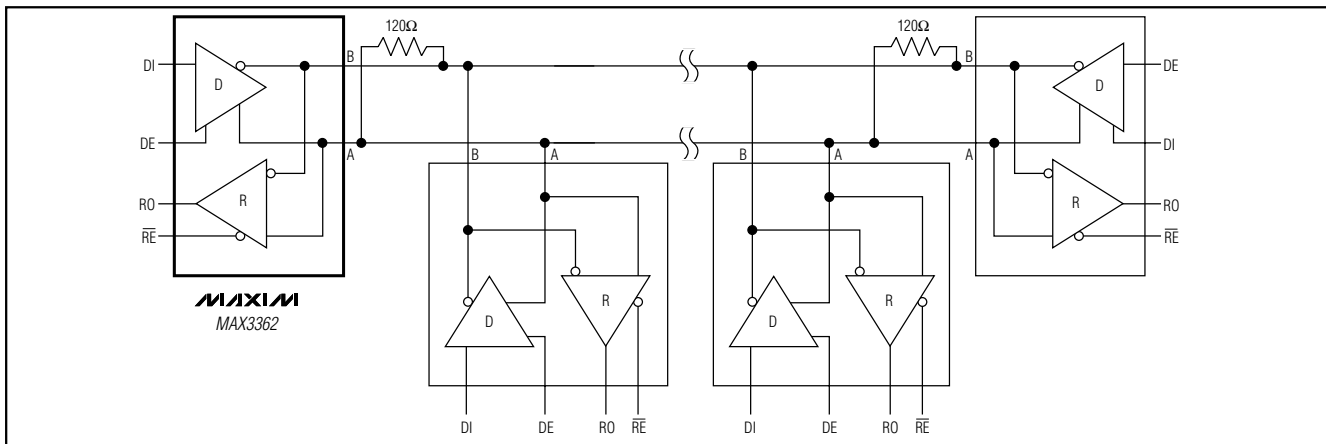 120Ω 120Ω
B B
DI D D DE
DE A A DI
B A B A
RO R R RO
RE RE
MAXIM
MAX3362
D R D R
DI DE RO RE DI DE RO RE